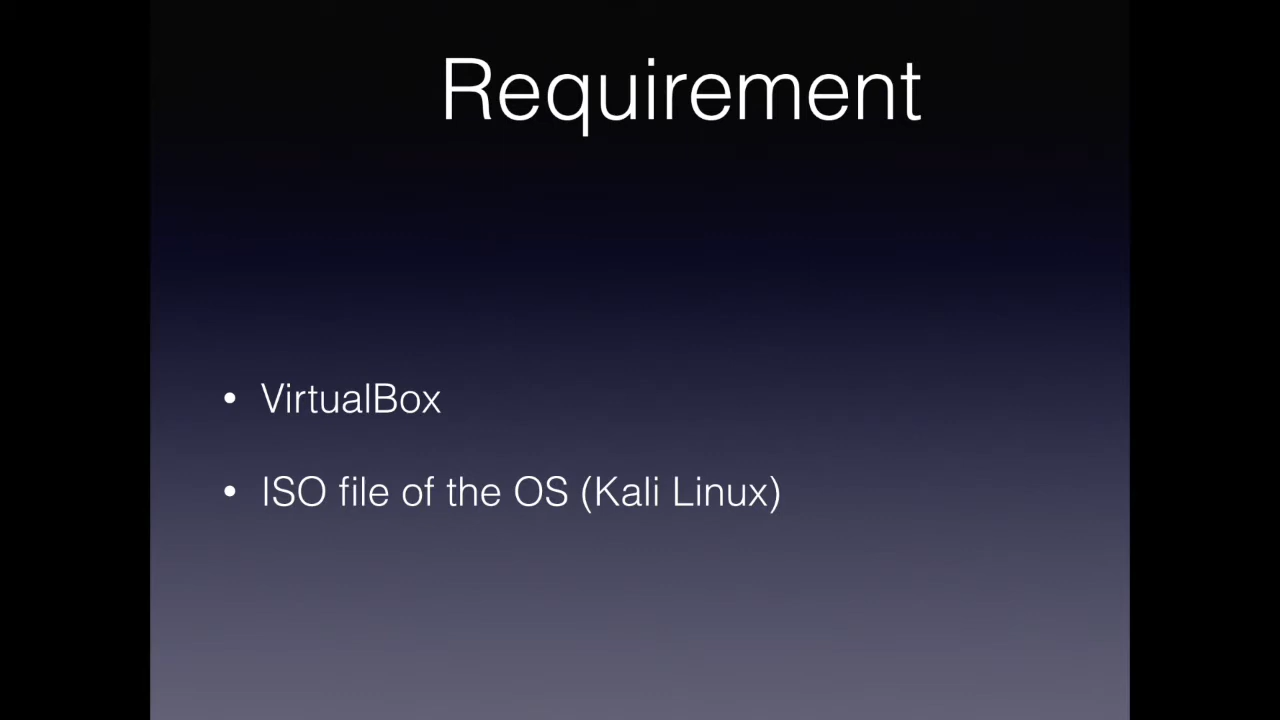 Requirement
• VirtualBox
• ISO file of the OS (Kali Linux)